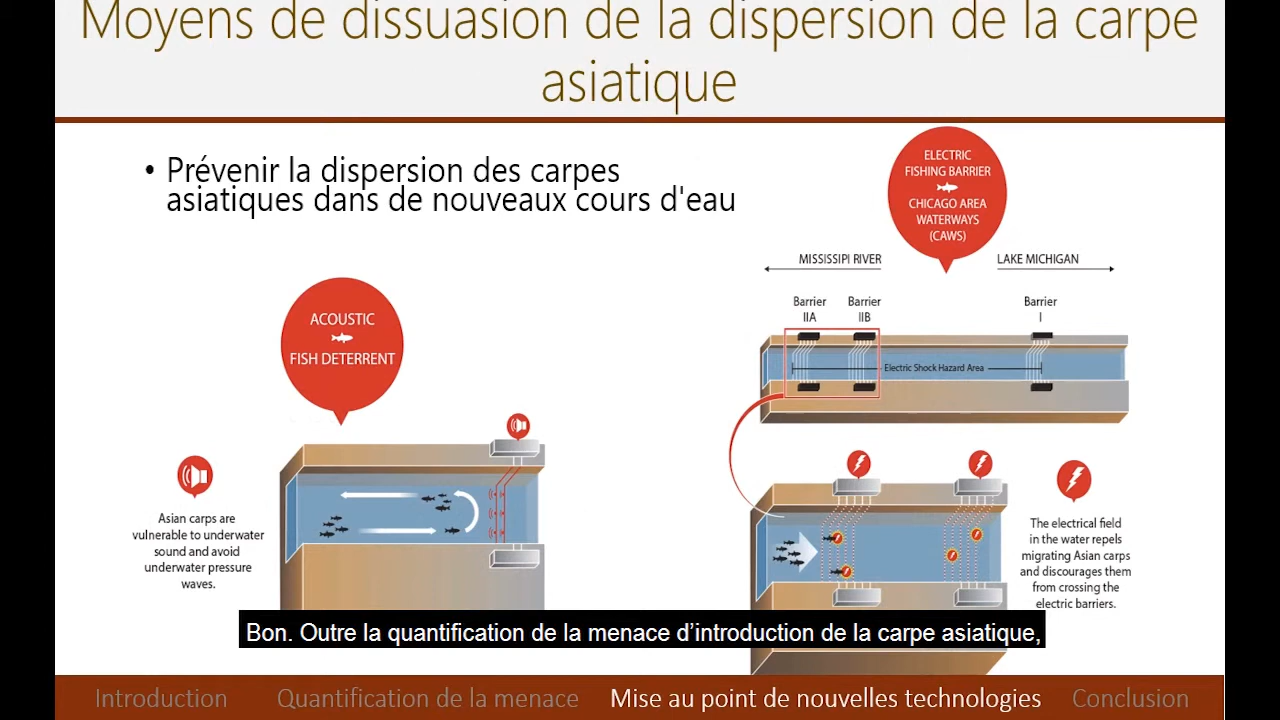 Moyens de dissuasion de la dispersion de la carpe
asiatique
• Prévenir la dispersion des carpes
asiatiques dans de nouveaux cours d'eau
ACOUSTIC
FISH DETERRENT
Asian carps are
vulnerable to underwater
sound and avoid
underwater pressure
waves.
ELECTRIC
FISHING BARRIER
CHICAGO AREA
WATERWAYS
(CAWS)
MISSISSIPI RIVER
LAKE MICHIGAN
Barrier
IIA
Barrier
IIB
Barrier
I
Electric Shock Hazard Area
The electrical field
in the water repels
migrating Asian carps
and discourages them
from crossing the
electric barriers.
Bon. Outre la quantification de la menace d’introduction de la carpe asiatique,
Introduction Quantification de la menace Mise au point de nouvelles technologies Conclusion